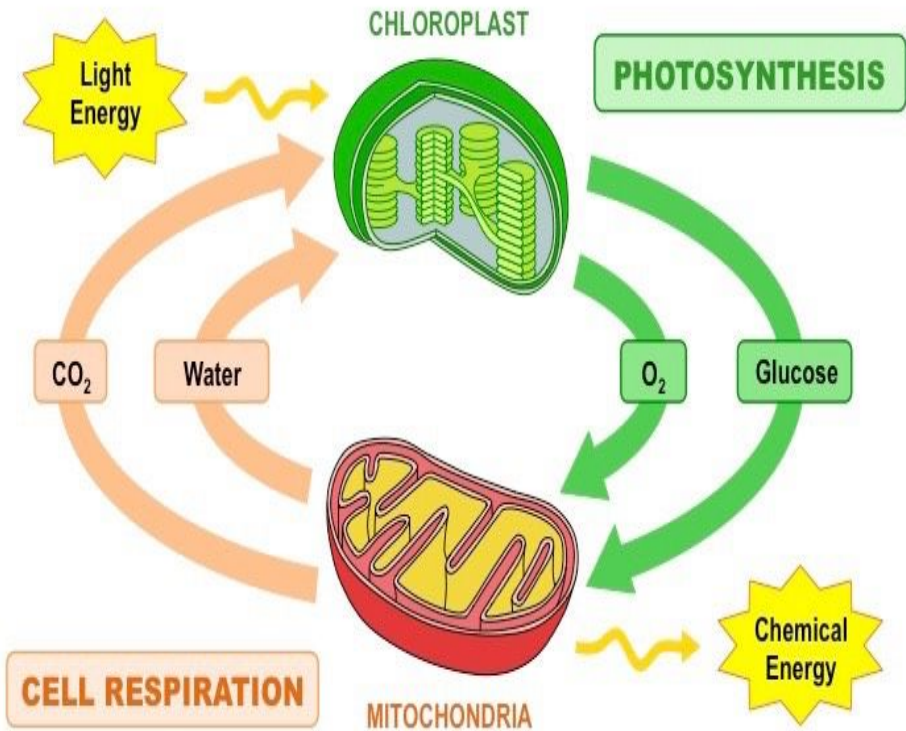 CHLOROPLAST
Light
Energy
PHOTOSYNTHESIS
CO₂
Water
O₂
Glucose
Chemical
Energy
CELL RESPIRATION
MITOCHONDRIA